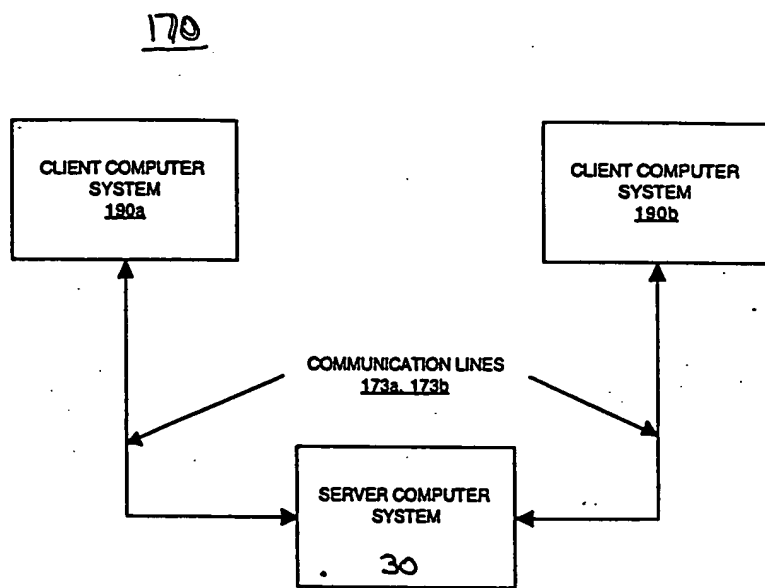 170
CLIENT COMPUTER
SYSTEM
190a
CLIENT COMPUTER
SYSTEM
190b
COMMUNICATION LINES
173a, 173b
SERVER COMPUTER
SYSTEM
30